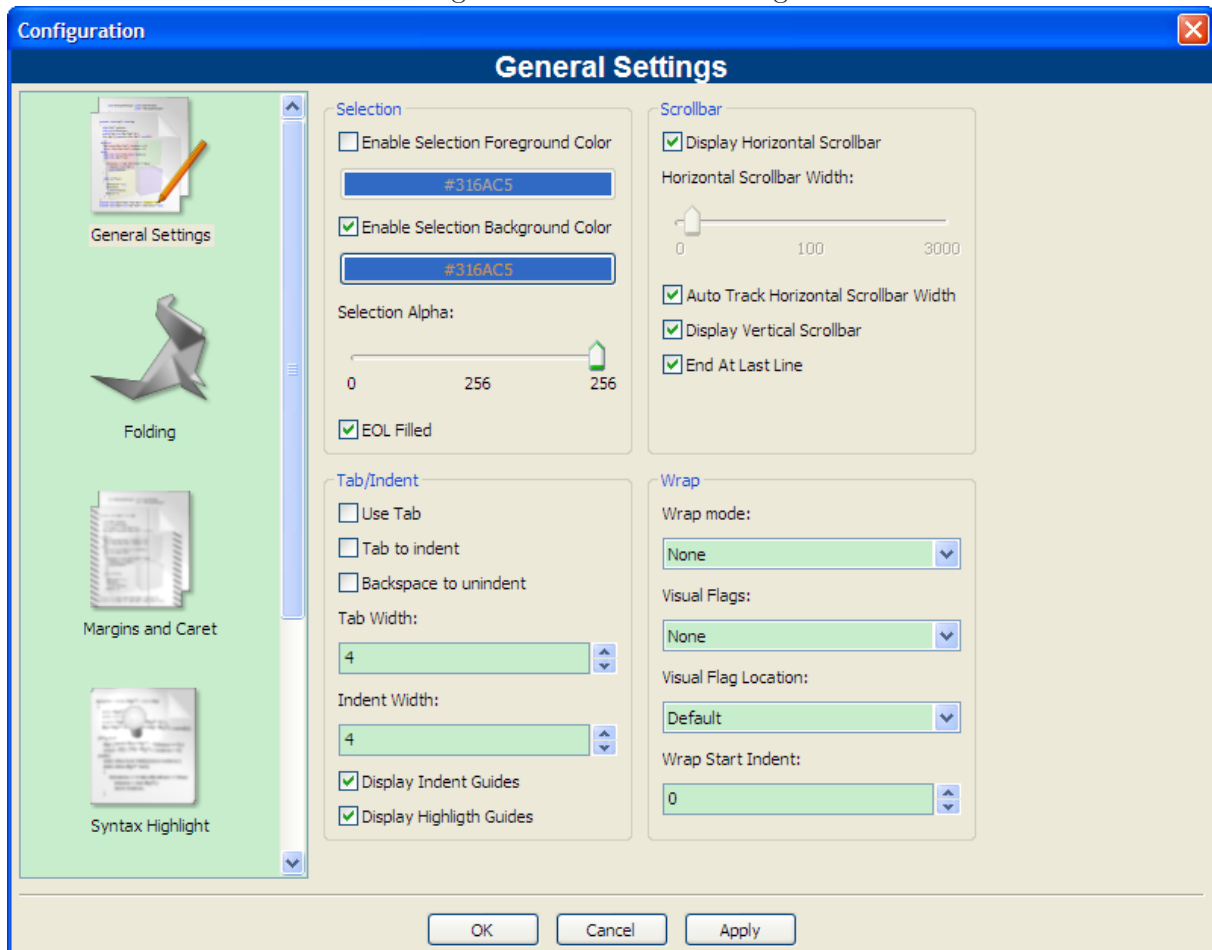 Configuration
General Settings
General Settings
Folding
Margins and Caret
Syntax Highlight
Selection
Enable Selection Foreground Color
#316AC5
Enable Selection Background Color
#316AC5
Selection Alpha:
0 256 256
EOL Filled
Scrollbar
Display Horizontal Scrollbar
Horizontal Scrollbar Width:
0 100 3000
Auto Track Horizontal Scrollbar Width
Display Vertical Scrollbar
End At Last Line
Tab/Indent
Use Tab
Tab to indent
Backspace to unindent
Tab Width:
4
Indent Width:
4
Display Indent Guides
Display Highligth Guides
Wrap
Wrap mode:
None
Visual Flags:
None
Visual Flag Location:
Default
Wrap Start Indent:
0
OK Cancel Apply